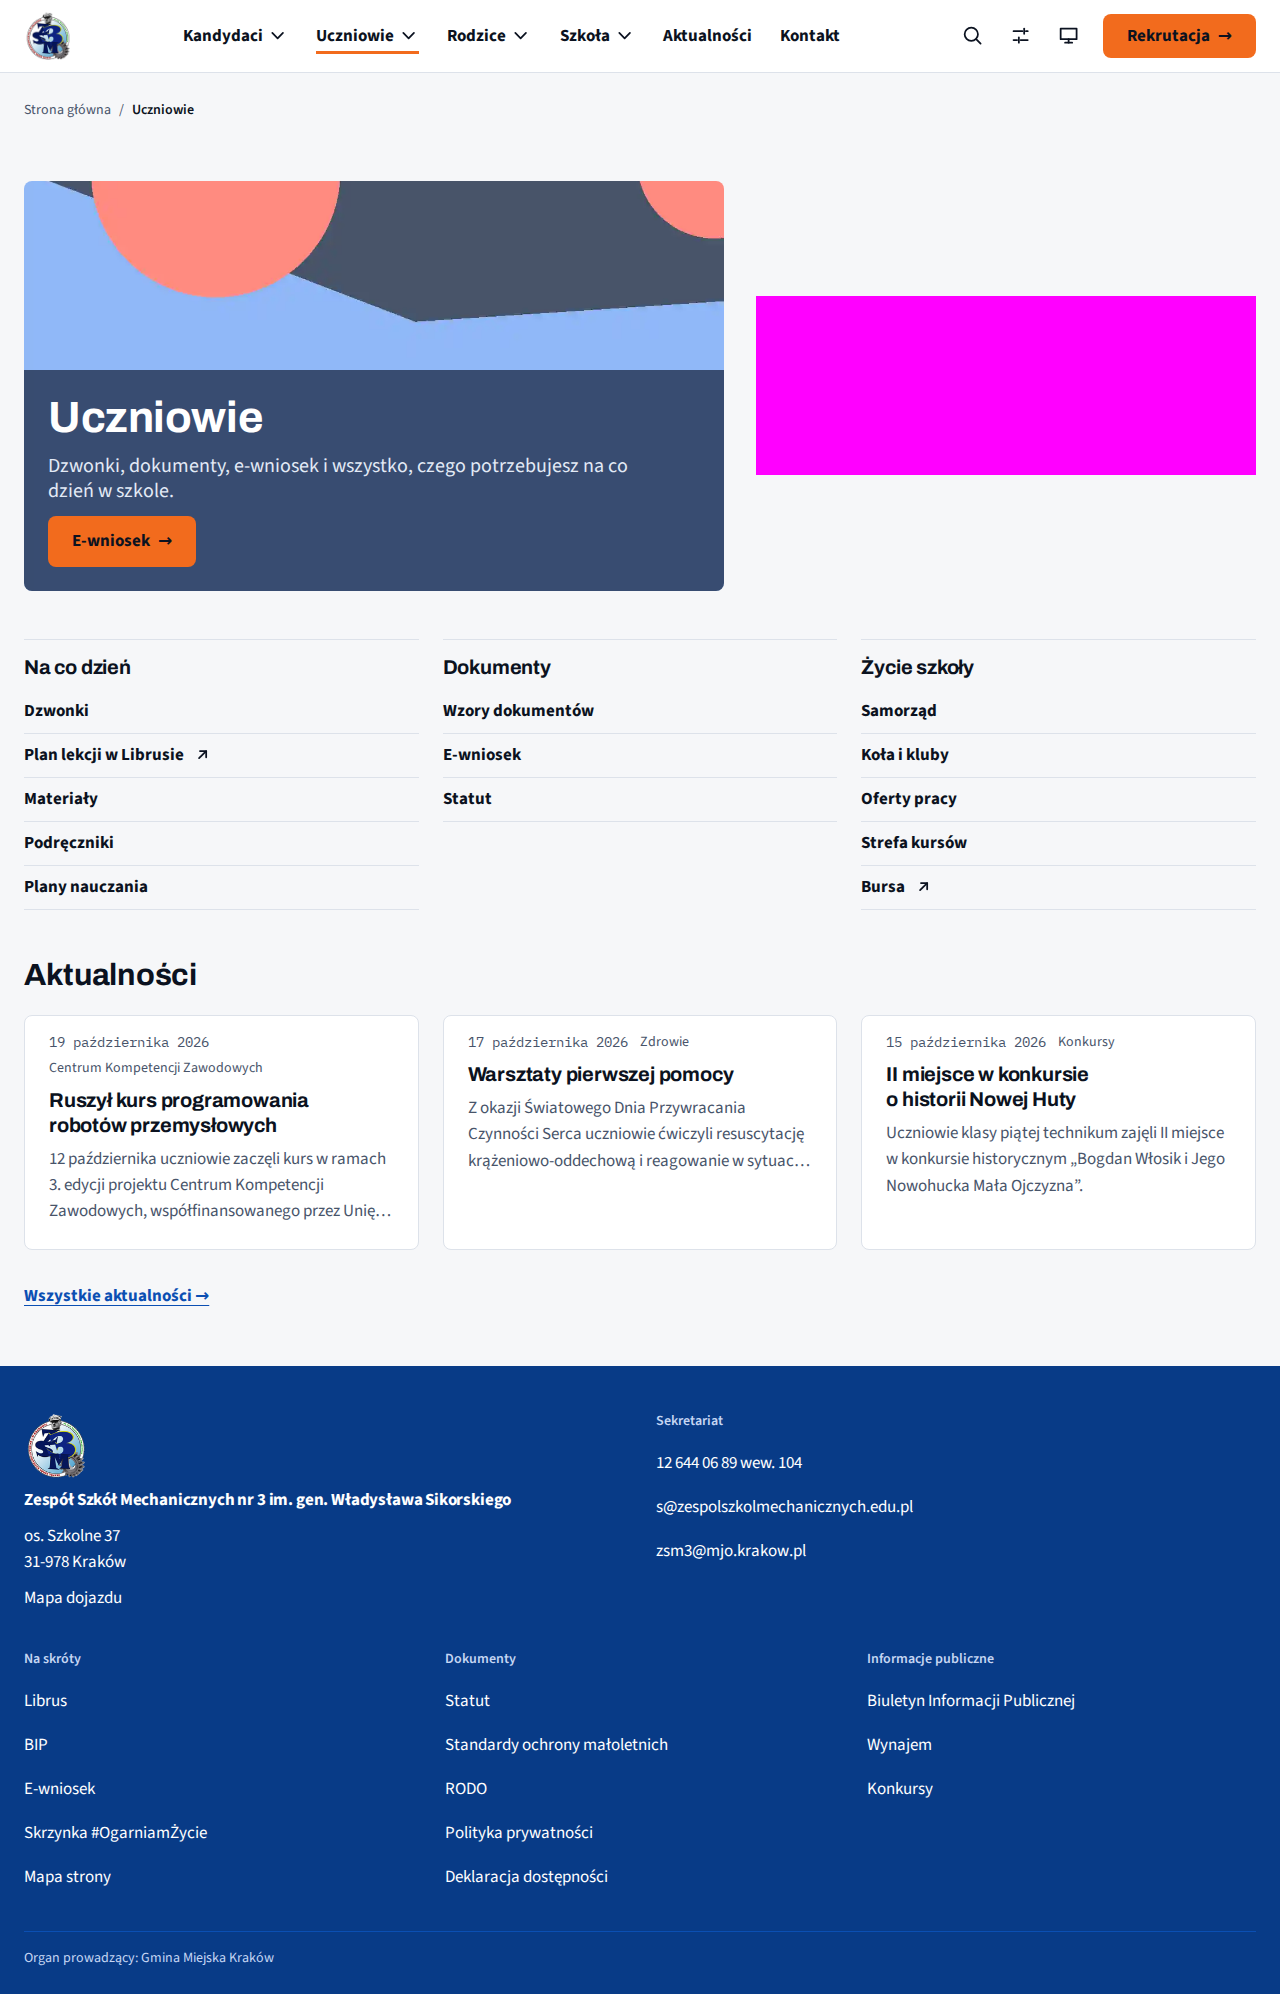 Kandydaci
Uczniowie
Rodzice
Szkoła
Aktualności
Kontakt
Rekrutacja →
Strona główna / Uczniowie
Uczniowie
Dzwonki, dokumenty, e-wniosek i wszystko, czego potrzebujesz na co
dzień w szkole.
E-wniosek →
Na co dzień
Dzwonki
Plan lekcji w Librusie
Materiały
Podręczniki
Plany nauczania
Dokumenty
Wzory dokumentów
E-wniosek
Statut
Życie szkoły
Samorząd
Koła i kluby
Oferty pracy
Strefa kursów
Bursa
Aktualności
19 października 2026
Centrum Kompetencji Zawodowych
Ruszył kurs programowania
robotów przemysłowych
12 października uczniowie zaczęli kurs w ramach
3. edycji projektu Centrum Kompetencji
Zawodowych, współfinansowanego przez Unię…
17 października 2026 Zdrowie
Warsztaty pierwszej pomocy
Z okazji Światowego Dnia Przywracania
Czynności Serca uczniowie ćwiczyli resuscytację
krążeniowo-oddechową i reagowanie w sytuac…
15 października 2026 Konkursy
II miejsce w konkursie
o historii Nowej Huty
Uczniowie klasy piątej technikum zajęli II miejsce
w konkursie historycznym „Bogdan Włosik i Jego
Nowohucka Mała Ojczyzna”.
Wszystkie aktualności →
Zespół Szkół Mechanicznych nr 3 im. gen. Władysława Sikorskiego
os. Szkolne 37
31-978 Kraków
Mapa dojazdu
Sekretariat
12 644 06 89 wew. 104
s@zespolszkolmechanicznych.edu.pl
zsm3@mjo.krakow.pl
Na skróty
Librus
BIP
E-wniosek
Skrzynka #OgarniamŻycie
Mapa strony
Dokumenty
Statut
Standardy ochrony małoletnich
RODO
Polityka prywatności
Deklaracja dostępności
Informacje publiczne
Biuletyn Informacji Publicznej
Wynajem
Konkursy
Organ prowadzący: Gmina Miejska Kraków